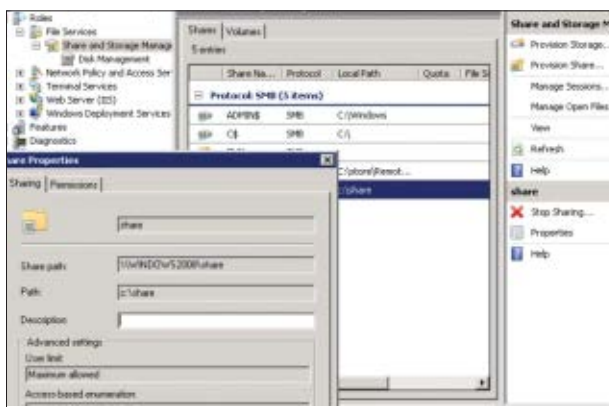 Roles
File Services
Share and Storage Manag
Disk Management
Network Policy and Access Ser
Terminal Services
Web Server (IIS)
Windows Deployment Services
Features
Diagnostics
Shares
Volumes
5 entries
Share Na... Protocol Local Path Quota File S
Protocol: SMB (5 items)
ADMIN$ SMB C:\Windows
C$ SMB C:\
C:\store\Remot...
c:\share
Share and Storage M
Provision Storage...
Provision Share...
Manage Sessions...
Manage Open Files
View
Refresh
Help
share
Stop Sharing...
Properties
Help
are Properties
Sharing
Permissions
share
Share path: \\WINDOWS2008\share
Path: c:\share
Description:
Advanced settings
User limit:
Maximum allowed
Access-based enumeration: